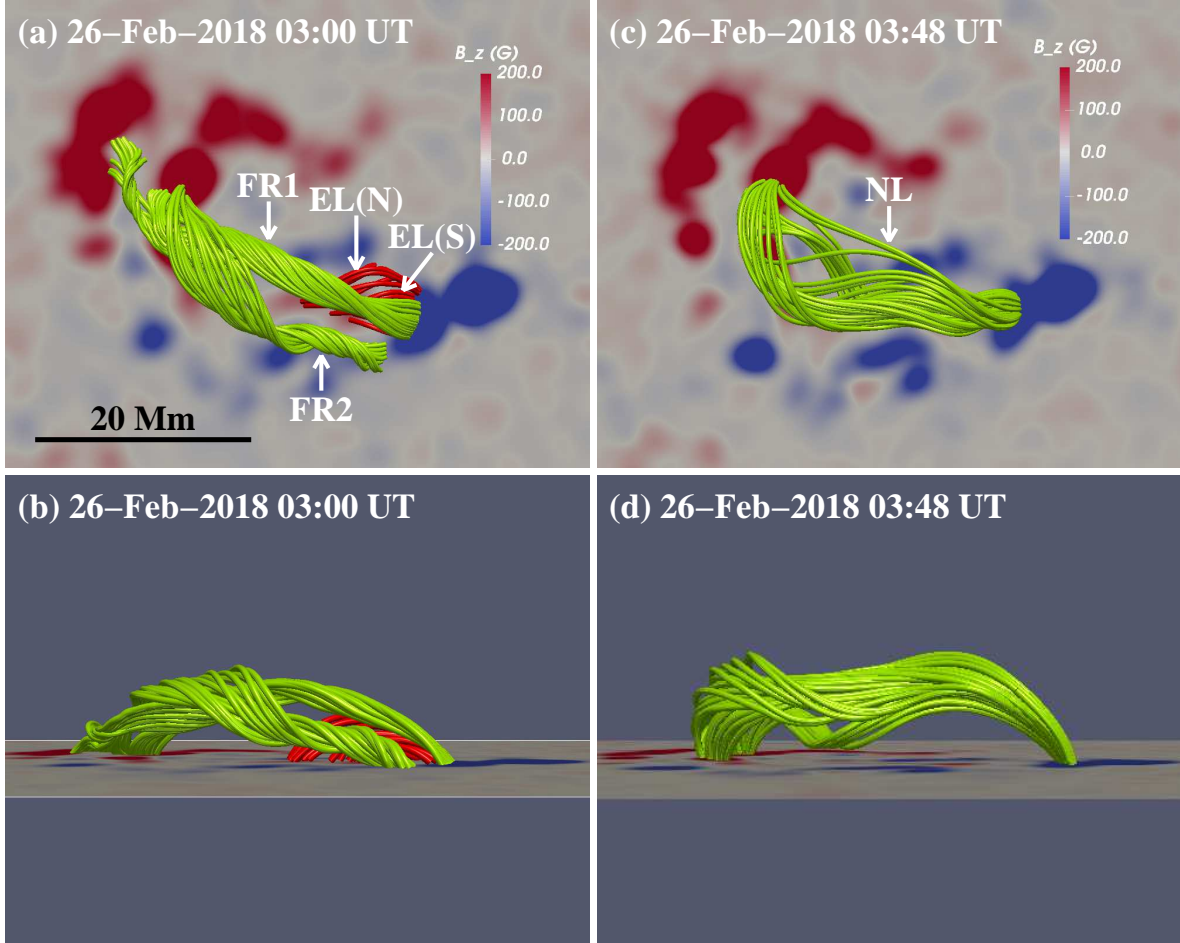 (a) 26−Feb−2018 03:00 UT
B_z (G)
200.0
100.0
0.0
-100.0
-200.0
FR1
EL(N)
EL(S)
FR2
20 Mm
(c) 26−Feb−2018 03:48 UT
B_z (G)
200.0
100.0
0.0
-100.0
-200.0
NL
(b) 26−Feb−2018 03:00 UT
(d) 26−Feb−2018 03:48 UT